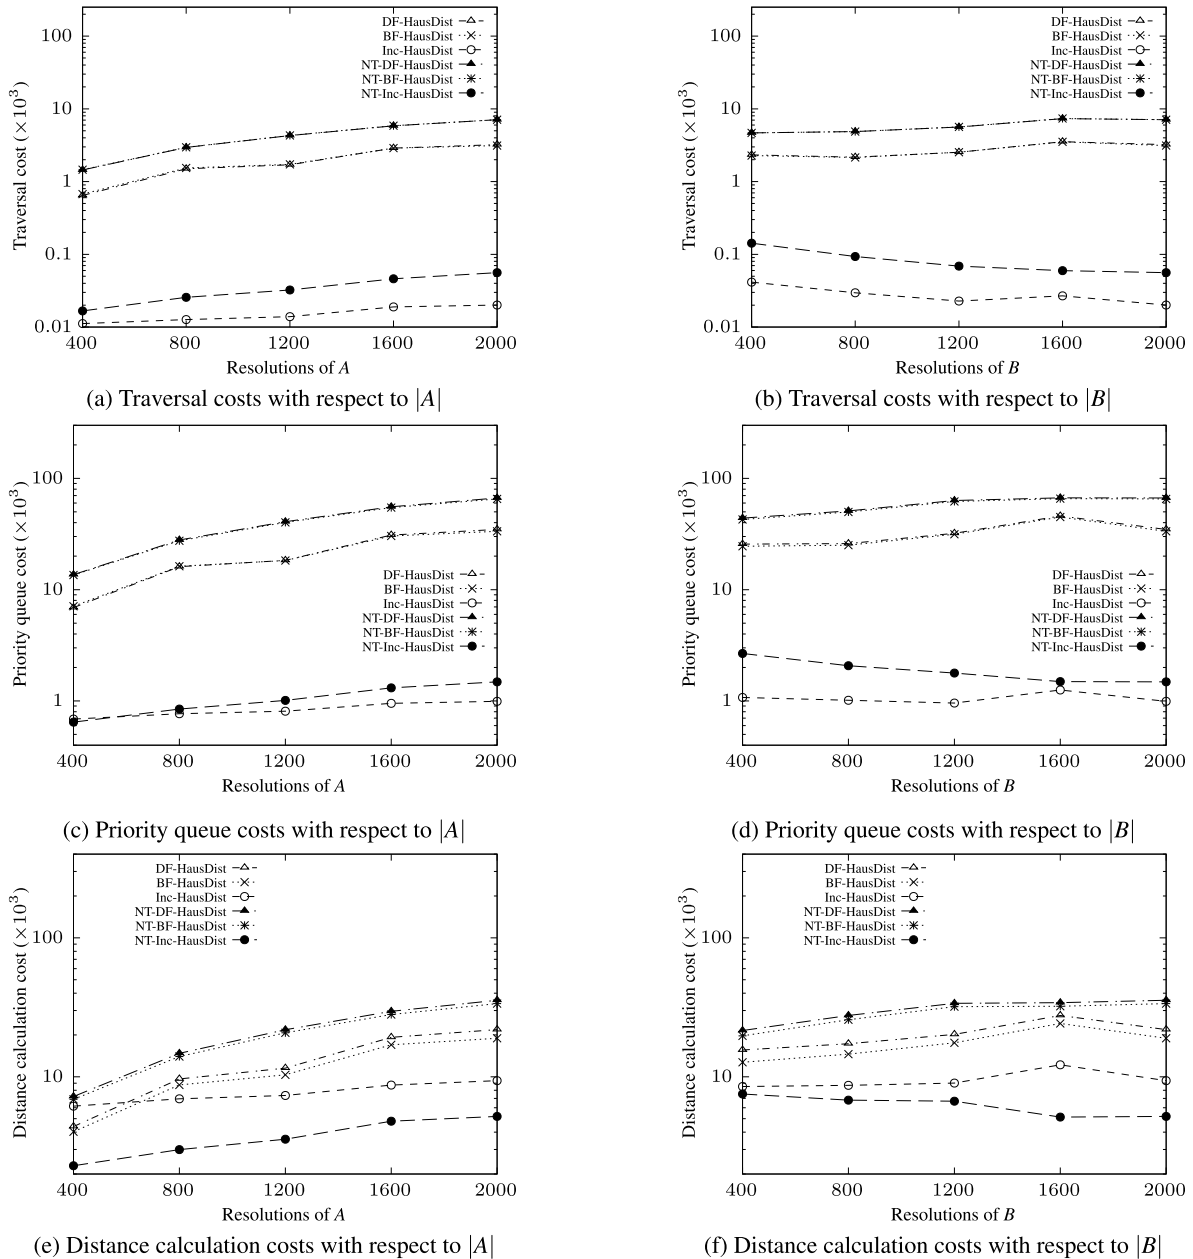 DF-HausDist
BF-HausDist
Inc-HausDist
NT-DF-HausDist
NT-BF-HausDist
NT-Inc-HausDist
Traversal cost (×10³)
100
10
1
0.1
0.01
400 800 1200 1600 2000
Resolutions of A
(a) Traversal costs with respect to |A|
DF-HausDist
BF-HausDist
Inc-HausDist
NT-DF-HausDist
NT-BF-HausDist
NT-Inc-HausDist
Traversal cost (×10³)
100
10
1
0.1
0.01
400 800 1200 1600 2000
Resolutions of B
(b) Traversal costs with respect to |B|
Priority queue cost (×10³)
100
10
1
DF-HausDist
BF-HausDist
Inc-HausDist
NT-DF-HausDist
NT-BF-HausDist
NT-Inc-HausDist
400 800 1200 1600 2000
Resolutions of A
(c) Priority queue costs with respect to |A|
Priority queue cost (×10³)
100
10
1
DF-HausDist
BF-HausDist
Inc-HausDist
NT-DF-HausDist
NT-BF-HausDist
NT-Inc-HausDist
400 800 1200 1600 2000
Resolutions of B
(d) Priority queue costs with respect to |B|
DF-HausDist
BF-HausDist
Inc-HausDist
NT-DF-HausDist
NT-BF-HausDist
NT-Inc-HausDist
Distance calculation cost (×10³)
100
10
400 800 1200 1600 2000
Resolutions of A
(e) Distance calculation costs with respect to |A|
DF-HausDist
BF-HausDist
Inc-HausDist
NT-DF-HausDist
NT-BF-HausDist
NT-Inc-HausDist
Distance calculation cost (×10³)
100
10
400 800 1200 1600 2000
Resolutions of B
(f) Distance calculation costs with respect to |B|